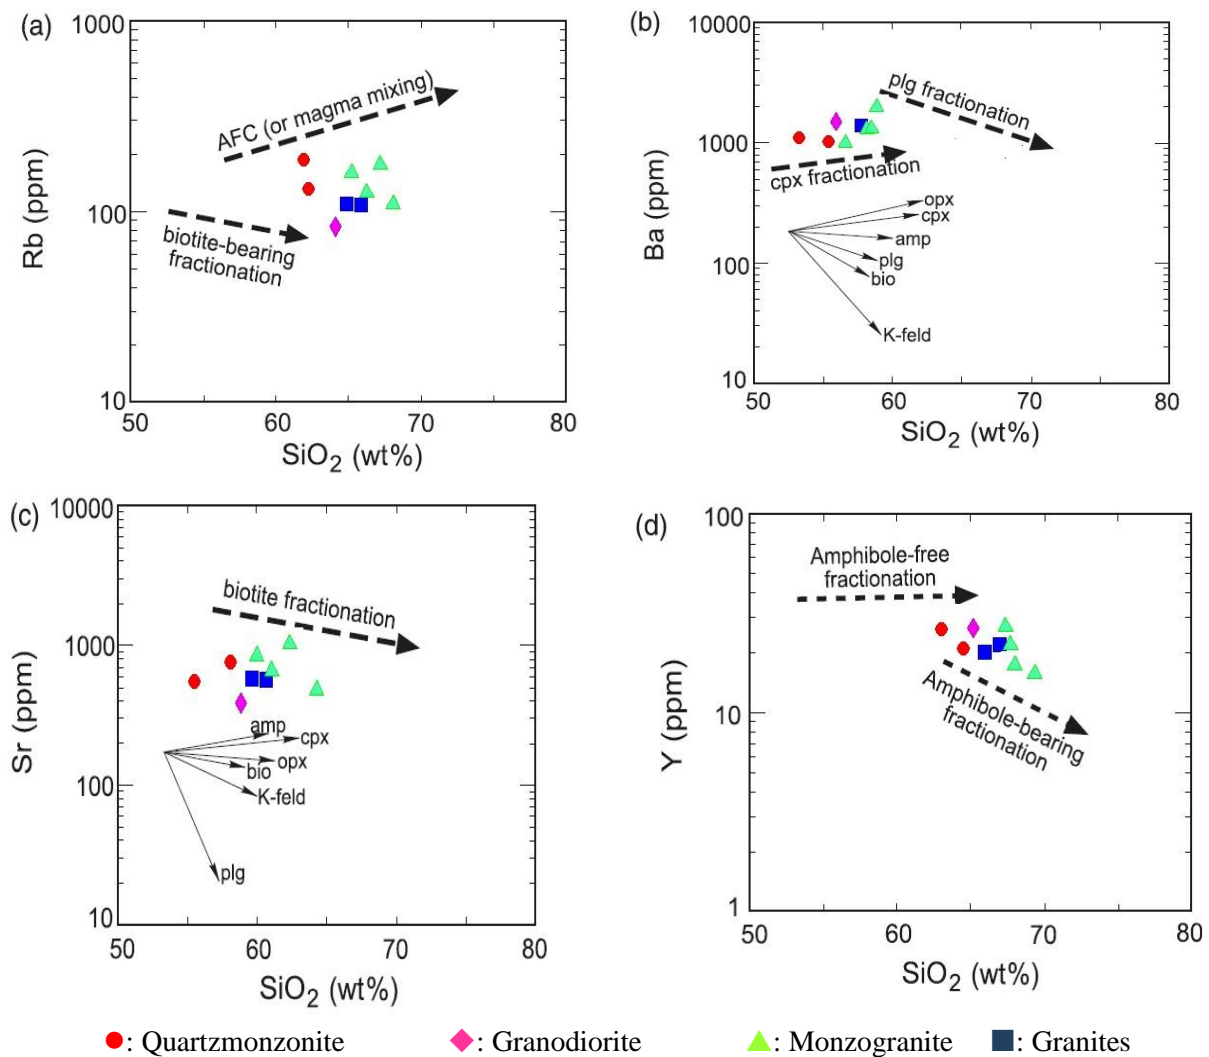 (a)
1000
100
10
Rb (ppm)
AFC (or magma mixing)
biotite-bearing
fractionation
50
60
70
80
SiO2 (wt%)
(b)
10000
1000
100
10
Ba (ppm)
plg fractionation
cpx fractionation
opx
cpx
amp
plg
bio
K-feld
50
60
70
80
SiO2 (wt%)
(c)
10000
1000
100
10
Sr (ppm)
biotite fractionation
amp
cpx
opx
bio
K-feld
plg
50
60
70
80
SiO2 (wt%)
(d)
100
10
1
Y (ppm)
Amphibole-free
fractionation
Amphibole-bearing
fractionation
50
60
70
80
SiO2 (wt%)
: Quartzmonzonite : Granodiorite : Monzogranite : Granites